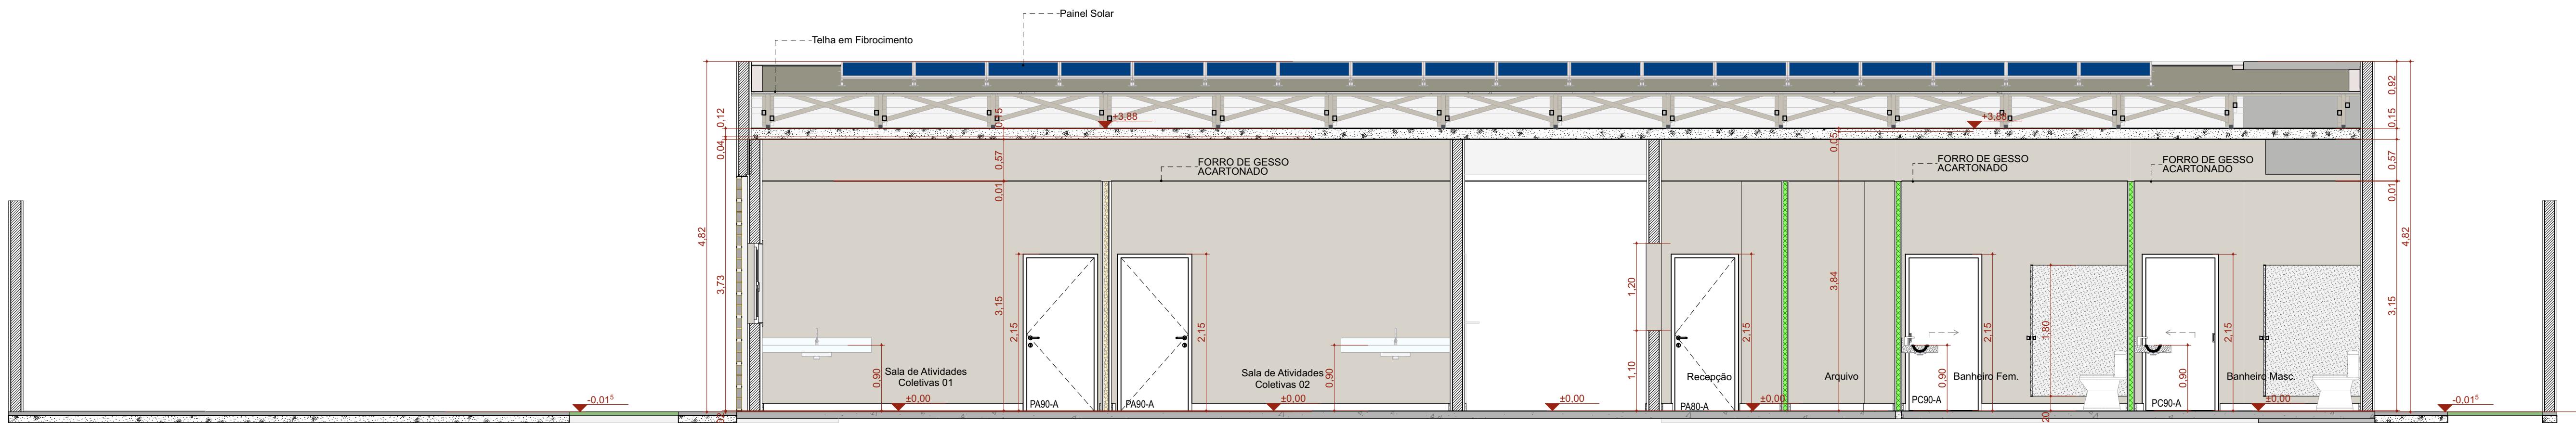 Painel Solar
Telha em Fibrocimento
0,12
0,04
4,82
3,73
0,57
0,01
3,15
2,15
+3,88
FORRO DE GESSO
ACARTONADO
2,15
0,90
0,90
Sala de Atividades
Coletivas 01
Sala de Atividades
Coletivas 02
PA90-A
PA90-A
±0,00
±0,00
±0,00
-0,01⁵
1,20
1,10
+3,88
0,05
3,84
FORRO DE GESSO
ACARTONADO
FORRO DE GESSO
ACARTONADO
2,15
Recepção
PA80-A
±0,00
Arquivo
PC90-A
0,90
Banheiro Fem.
2,15
1,80
PC90-A
0,90
2,15
Banheiro Masc.
±0,00
0,92
0,15
0,57
0,01
3,15
4,82
-0,01⁵